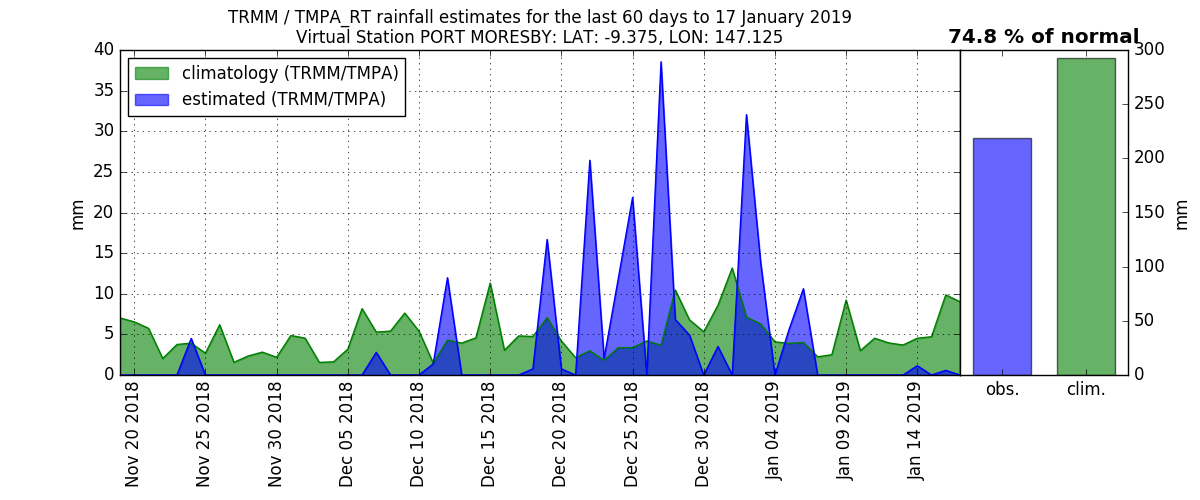 TRMM / TMPA_RT rainfall estimates for the last 60 days to 17 January 2019
Virtual Station PORT MORESBY: LAT: -9.375, LON: 147.125
74.8 % of normal
climatology (TRMM/TMPA)
estimated (TRMM/TMPA)
mm
40
35
30
25
20
15
10
5
0
Nov 20 2018
Nov 25 2018
Nov 30 2018
Dec 05 2018
Dec 10 2018
Dec 15 2018
Dec 20 2018
Dec 25 2018
Dec 30 2018
Jan 04 2019
Jan 09 2019
Jan 14 2019
obs.
clim.
300
250
200
150
100
50
0
mm